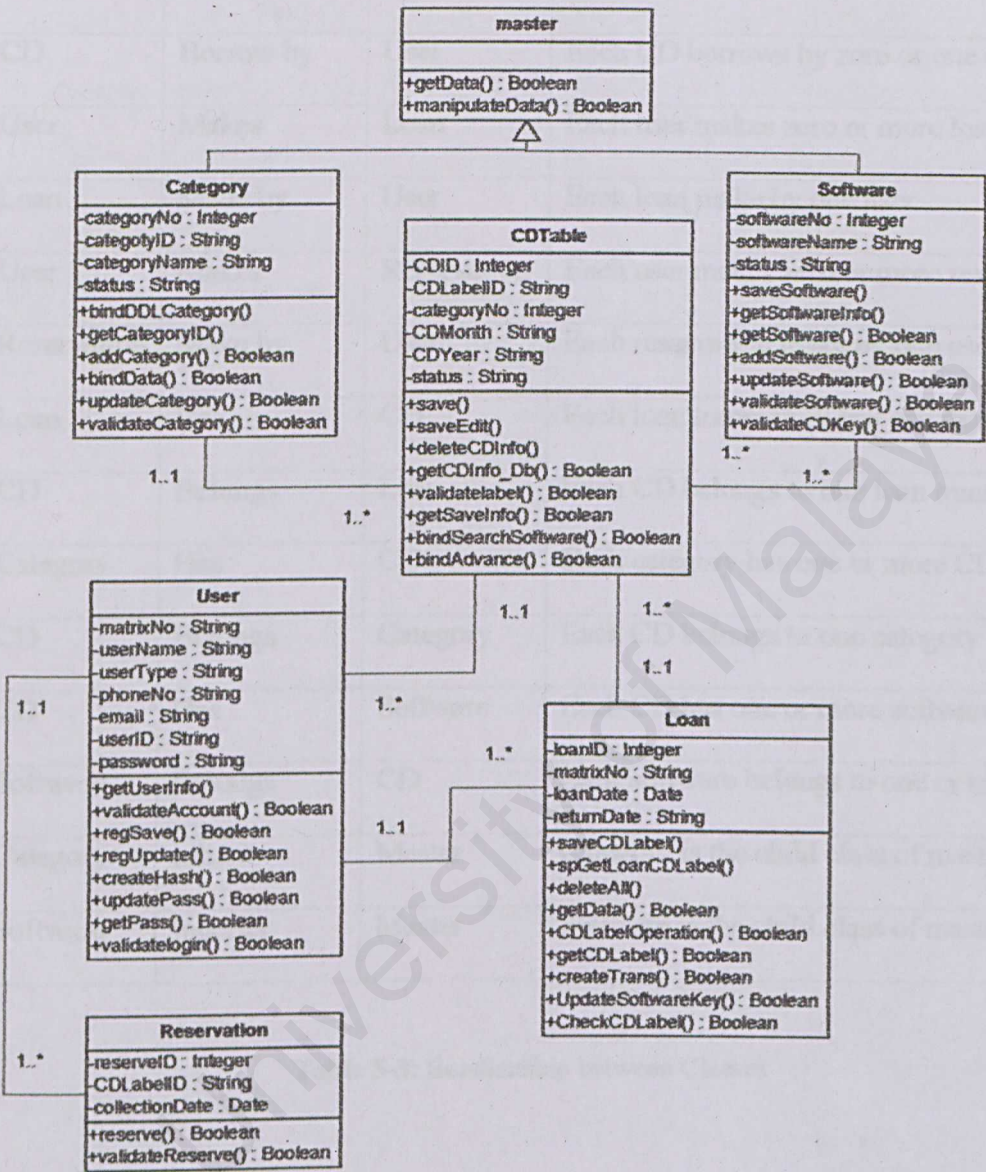 master
+getData() : Boolean
+manipulateData() : Boolean
Category
-categoryNo : Integer
-categotyID : String
-categoryName : String
-status : String
+bindDDLCategory()
+getCategoryID()
+addCategory() : Boolean
+bindData() : Boolean
+updateCategory() : Boolean
+validateCategory() : Boolean
CDTable
-CDID : Integer
-CDLabelID : String
-categoryNo : Integer
-CDMonth : String
-CDYear : String
-status : String
+save()
+saveEdit()
+deleteCDInfo()
+getCDInfo_Db() : Boolean
+validatelabel() : Boolean
+getSaveInfo() : Boolean
+bindSearchSoftware() : Boolean
+bindAdvance() : Boolean
Software
-softwareNo : Integer
-softwareName : String
-status : String
+saveSoftware()
+getSoftwareInfo()
+getSoftware() : Boolean
+addSoftware() : Boolean
+updateSoftware() : Boolean
+validateSoftware() : Boolean
+validateCDKey() : Boolean
1..1
1..*
1..*
1..*
1..1
1..*
1..*
1..1
User
-matrixNo : String
-userName : String
-userType : String
-phoneNo : String
-email : String
-userID : String
-password : String
+getUserInfo()
+validateAccount() : Boolean
+regSave() : Boolean
+regUpdate() : Boolean
+createHash() : Boolean
+updatePass() : Boolean
+getPass() : Boolean
+validatelogin() : Boolean
1..1
1..*
1..1
Loan
-loanID : Integer
-matrixNo : String
-loanDate : Date
-returnDate : String
+saveCDLabel()
+spGetLoanCDLabel()
+deleteAll()
+getData() : Boolean
+CDLabelOperation() : Boolean
+getCDLabel() : Boolean
+createTrans() : Boolean
+UpdateSoftwareKey() : Boolean
+CheckCDLabel() : Boolean
1..*
Reservation
-reserveID : Integer
-CDLabelID : String
-collectionDate : Date
+reserve() : Boolean
+validateReserve() : Boolean
University of Malaya